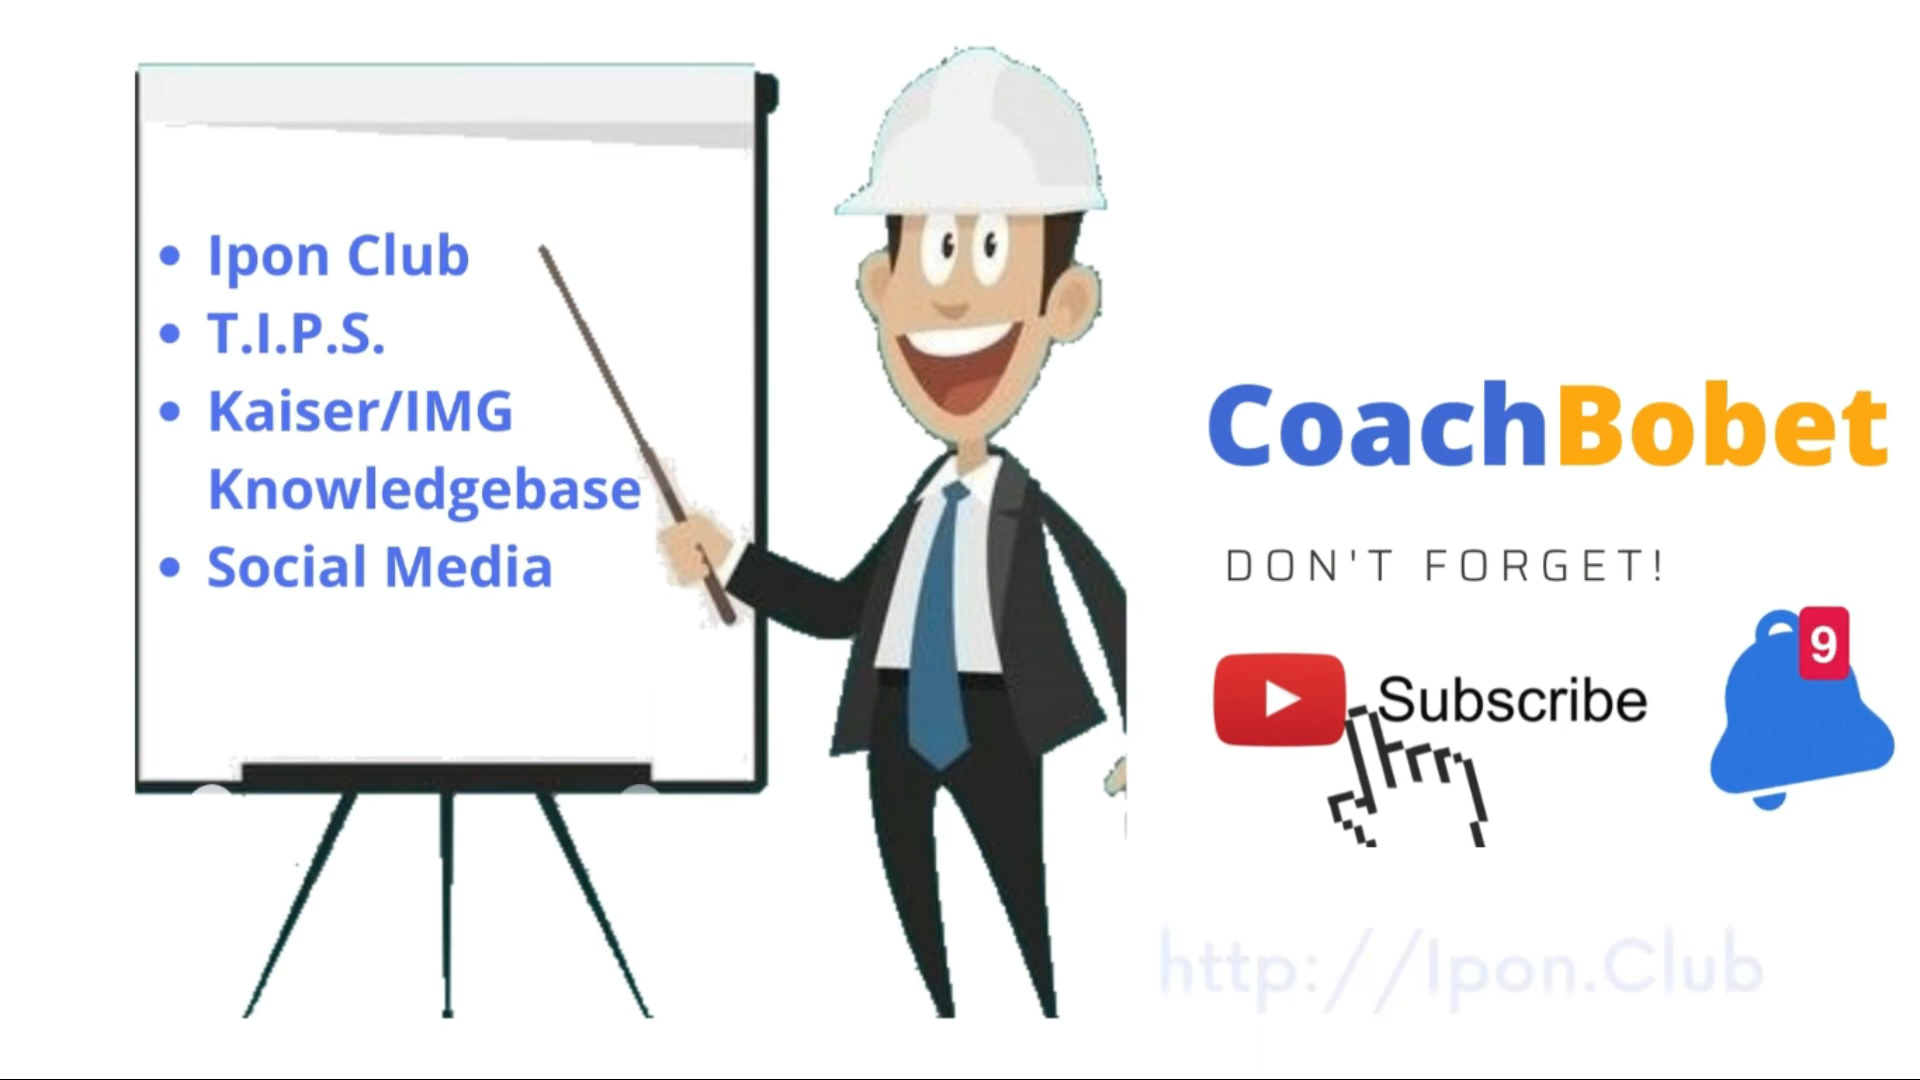 • Ipon Club
• T.I.P.S.
• Kaiser/IMG
Knowledgebase
• Social Media
CoachBobet
DON'T FORGET!
9
Subscribe
http://Ipon.Club